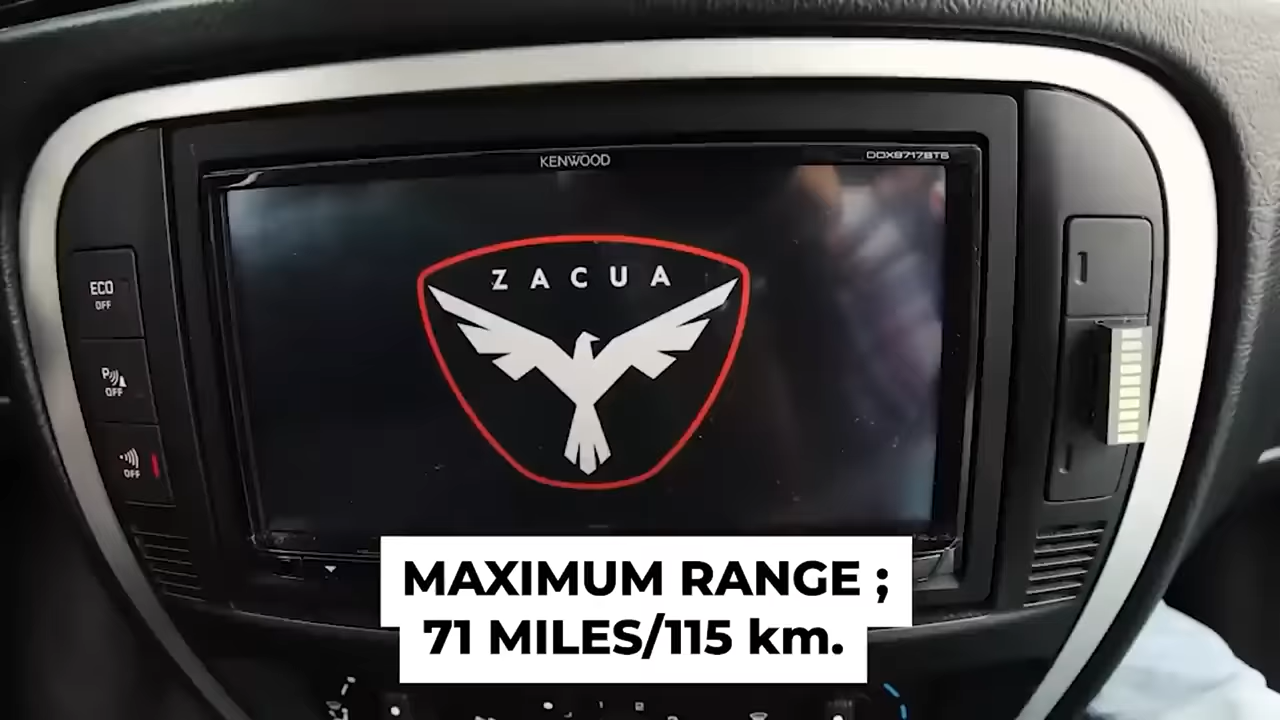 KENWOOD
DDX9717BTS
ZACUA
ECO
OFF
P
OFF
OFF
MAXIMUM RANGE ;
71 MILES/115 km.